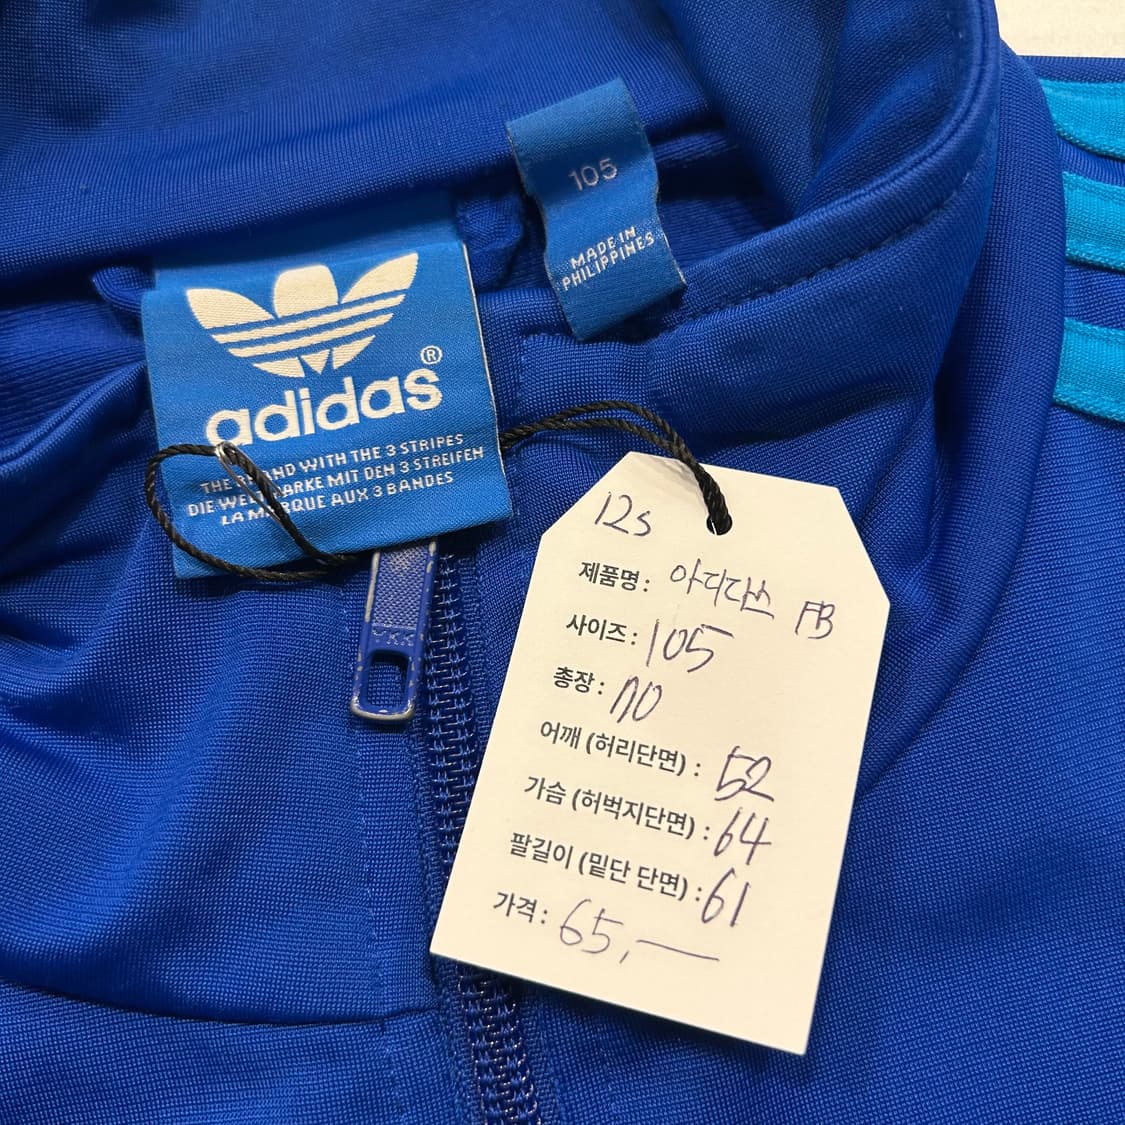 105
MADE IN
PHILIPPINES
adidas®
THE BRAND WITH THE 3 STRIPES
DIE WELTMARKE MIT DEN 3 STREIFEN
LA MARQUE AUX 3 BANDES
YKK
12s
제품명: 아디다스 FB
사이즈: 105
총장: 70
어깨 (허리단면) : 52
가슴 (허벅지단면) : 64
팔길이 (밑단 단면) : 61
가격: 65,—